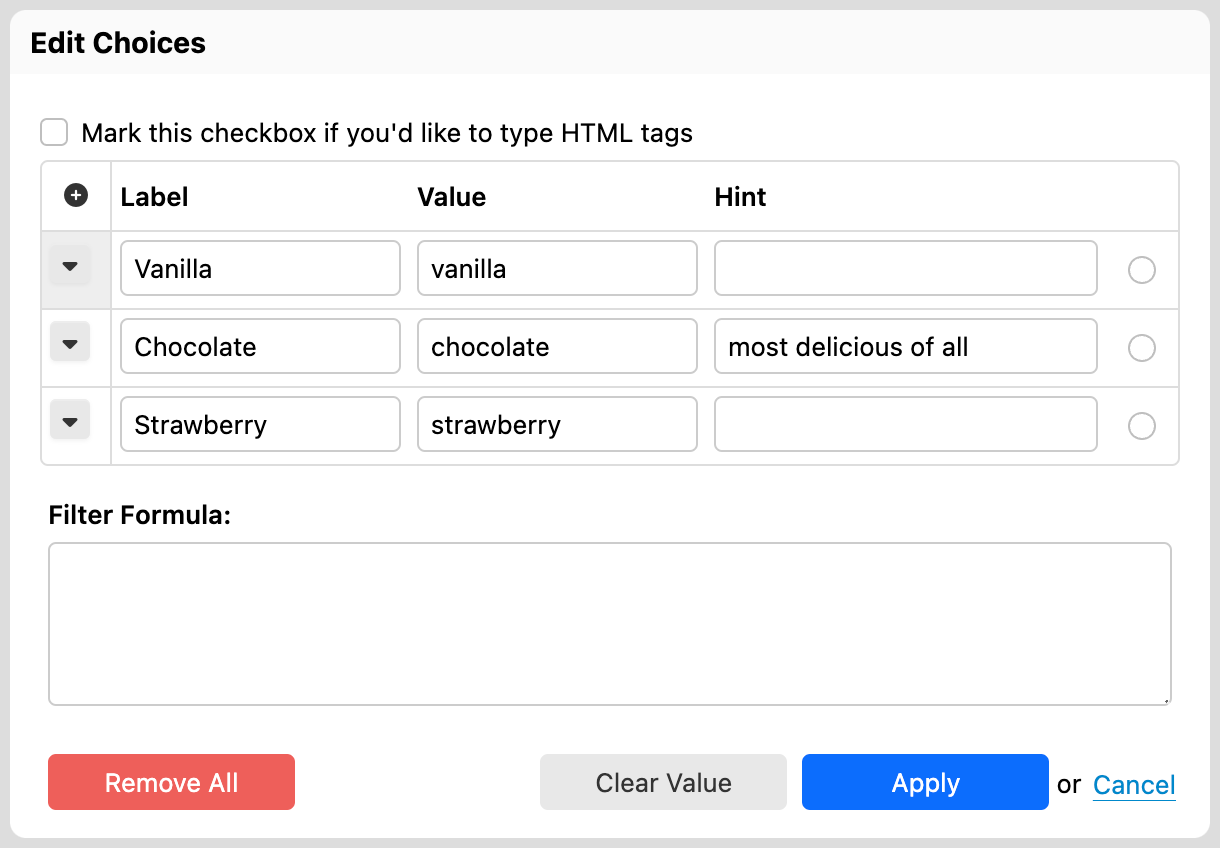 Edit Choices
Mark this checkbox if you'd like to type HTML tags
Label Value Hint
Vanilla vanilla
Chocolate chocolate most delicious of all
Strawberry strawberry
Filter Formula:
Remove All Clear Value Apply or Cancel